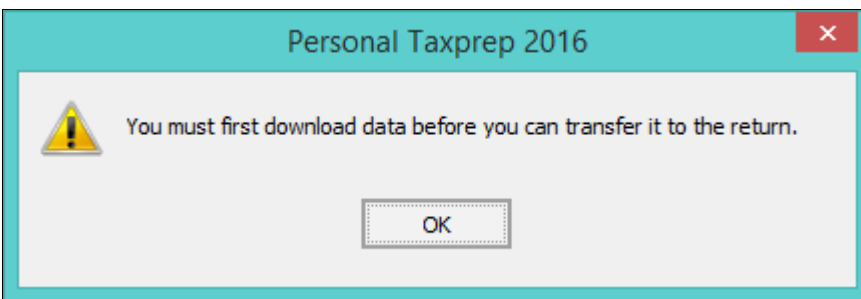 Personal Taxprep 2016
You must first download data before you can transfer it to the return.
OK